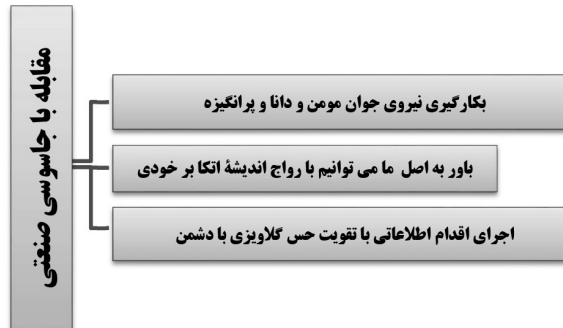 مقابله با جاسوسی صنعتی
بکارگیری نیروی جوان مومن و دانا و پرانگیزه
باور به اصل ما می توانیم با رواج اندیشهٔ اتکا بر خودی
اجرای اقدام اطلاعاتی با تقویت حس گلاویزی با دشمن